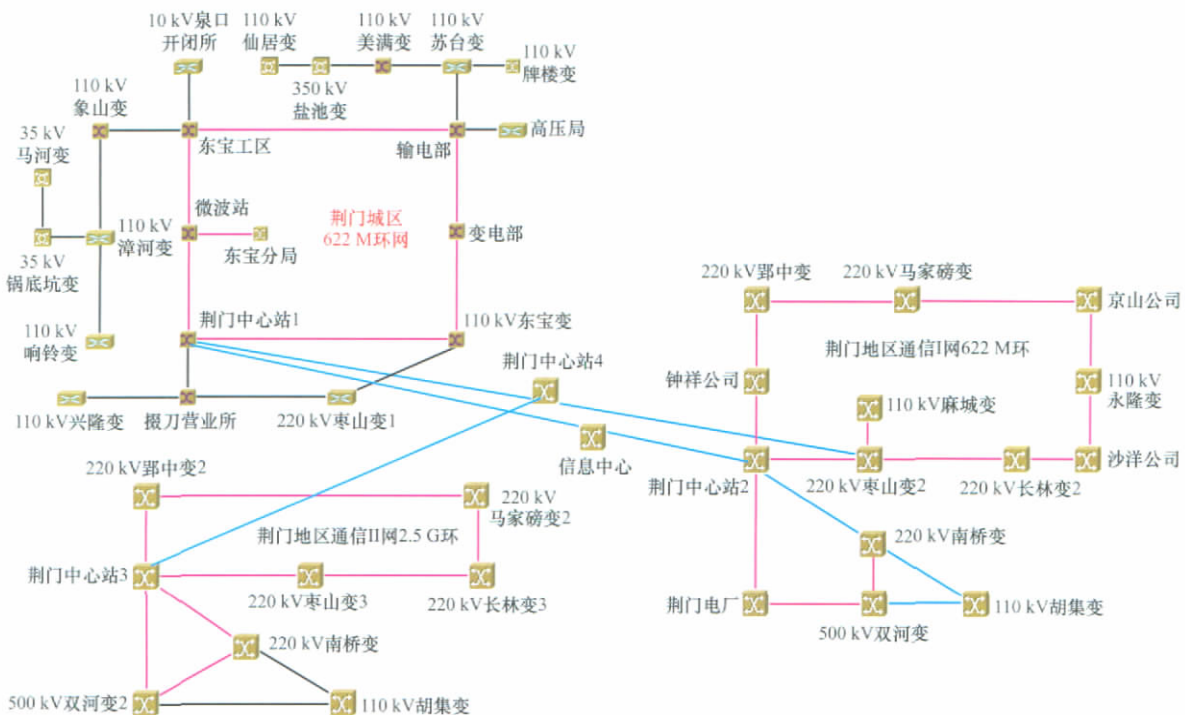 10 kV泉口
开闭所
110 kV
仙居变
110 kV
美满变
110 kV
苏台变
110 kV
牌楼变
350 kV
盐池变
110 kV
象山变
东宝工区
输电部
高压局
35 kV
马河变
微波站
荆门城区
622 M环网
变电部
110 kV
漳河变
东宝分局
35 kV
锅底坑变
110 kV
响铃变
荆门中心站1
110 kV东宝变
110 kV兴隆变
掇刀营业所
220 kV枣山变1
荆门中心站4
信息中心
220 kV郢中变
220 kV马家磅变
京山公司
荆门地区通信I网622 M环
钟祥公司
110 kV麻城变
110 kV
永隆变
荆门中心站2
220 kV枣山变2
220 kV长林变2
沙洋公司
220 kV南桥变
荆门电厂
500 kV双河变
110 kV胡集变
220 kV郢中变2
220 kV
马家磅变2
荆门地区通信II网2.5 G环
荆门中心站3
220 kV枣山变3
220 kV长林变3
220 kV南桥变
500 kV双河变2
110 kV胡集变